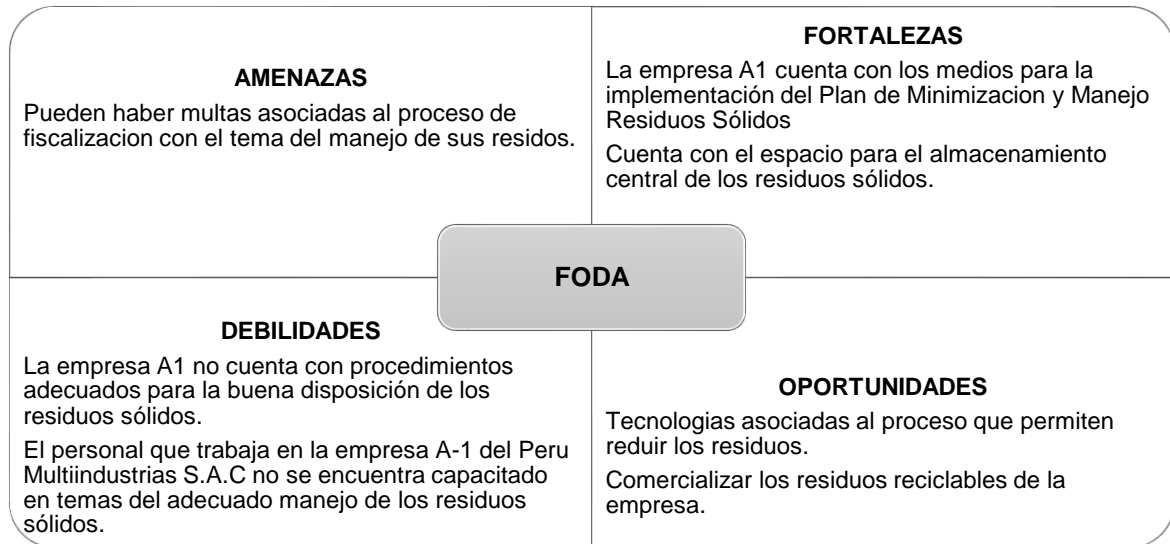 AMENAZAS
Pueden haber multas asociadas al proceso de
fiscalizacion con el tema del manejo de sus residos.
FORTALEZAS
La empresa A1 cuenta con los medios para la
implementación del Plan de Minimizacion y Manejo
Residuos Sólidos
Cuenta con el espacio para el almacenamiento
central de los residuos sólidos.
FODA
DEBILIDADES
La empresa A1 no cuenta con procedimientos
adecuados para la buena disposición de los
residuos sólidos.
El personal que trabaja en la empresa A-1 del Peru
Multiindustrias S.A.C no se encuentra capacitado
en temas del adecuado manejo de los residuos
sólidos.
OPORTUNIDADES
Tecnologias asociadas al proceso que permiten
reducir los residuos.
Comercializar los residuos reciclables de la
empresa.